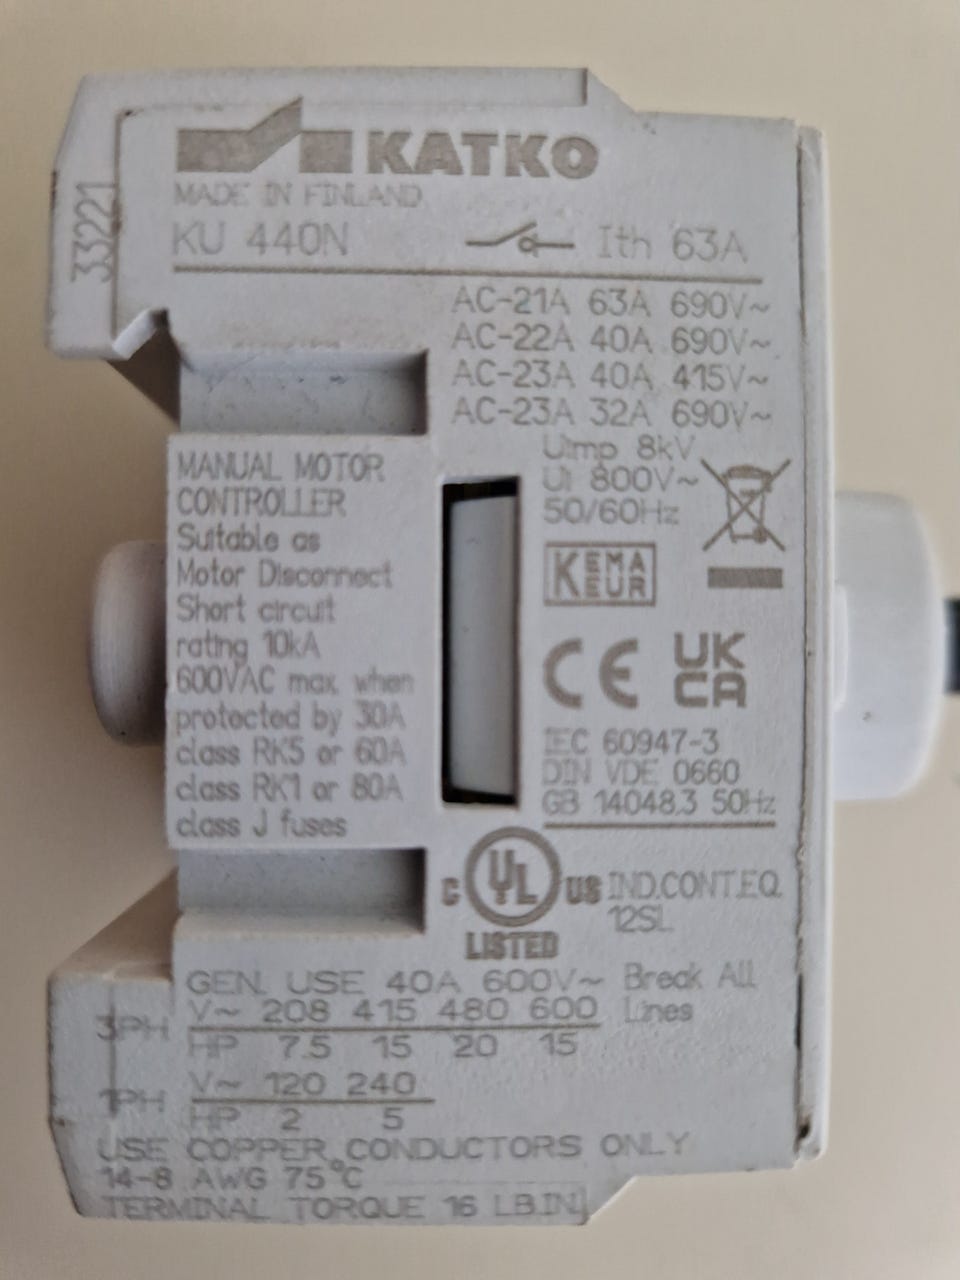 KATKO
MADE IN FINLAND
33221
KU 440N Ith 63A
AC-21A 63A 690V~
AC-22A 40A 690V~
AC-23A 40A 415V~
AC-23A 32A 690V~
Uimp 8kV
Ui 800V~
50/60Hz
MANUAL MOTOR
CONTROLLER
Suitable as
Motor Disconnect
Short circuit
rating 10kA
600VAC max. when
protected by 30A
class RK5 or 60A
class RK1 or 80A
class J fuses
KEMA
EUR
CE
UK
CA
IEC 60947-3
DIN VDE 0660
GB 14048.3 50Hz
C UL US
LISTED
IND.CONT.EQ.
12SL
GEN. USE 40A 600V~ Break All
Lines
3PH V~ 208 415 480 600
HP 7.5 15 20 15
1PH V~ 120 240
HP 2 5
USE COPPER CONDUCTORS ONLY
14-8 AWG 75°C
TERMINAL TORQUE 16 LB.IN.